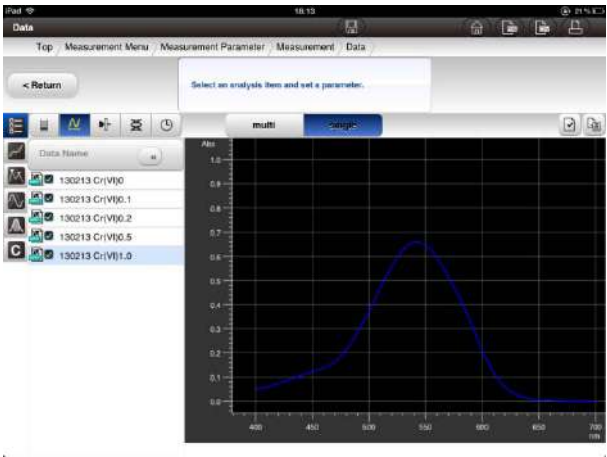 iPad 18:13 21%
Data
Top Measurement Menu Measurement Parameter Measurement Data
< Return
Select an analysis item and set a parameter.
multi single
Data Name «
130213 Cr(VI)0
130213 Cr(VI)0.1
130213 Cr(VI)0.2
130213 Cr(VI)0.5
130213 Cr(VI)1.0
C
Abs
1.0
0.9
0.8
0.7
0.6
0.5
0.4
0.3
0.2
0.1
0.0
400 450 500 550 600 650 700
nm